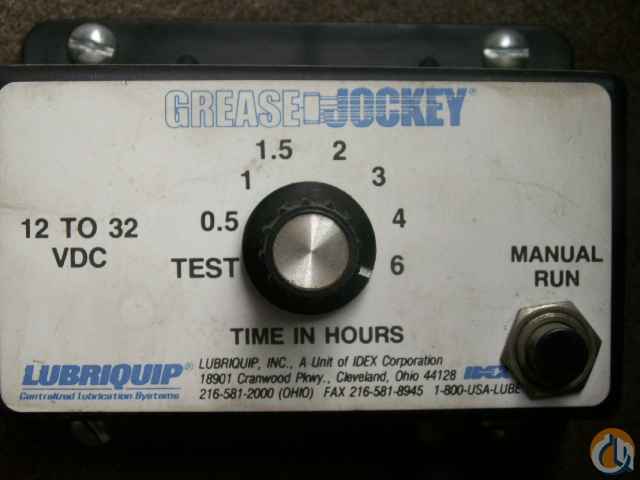 GREASE JOCKEY®
1.5 2
1 3
0.5 4
TEST 6
12 TO 32
VDC
MANUAL
RUN
TIME IN HOURS
LUBRIQUIP®
Centralized Lubrication Systems
LUBRIQUIP, INC., A Unit of IDEX Corporation
18901 Cranwood Pkwy., Cleveland, Ohio 44128
216-581-2000 (OHIO) FAX 216-581-8945 1-800-USA-LUBE